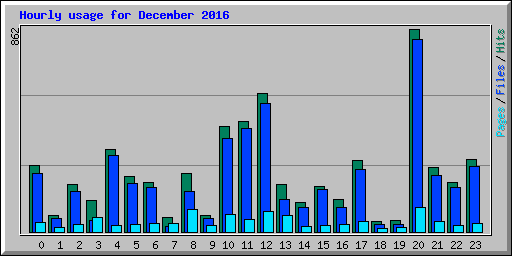 Hourly usage for December 2016
862
Pages / Files / Hits
0 1 2 3 4 5 6 7 8 9 10 11 12 13 14 15 16 17 18 19 20 21 22 23